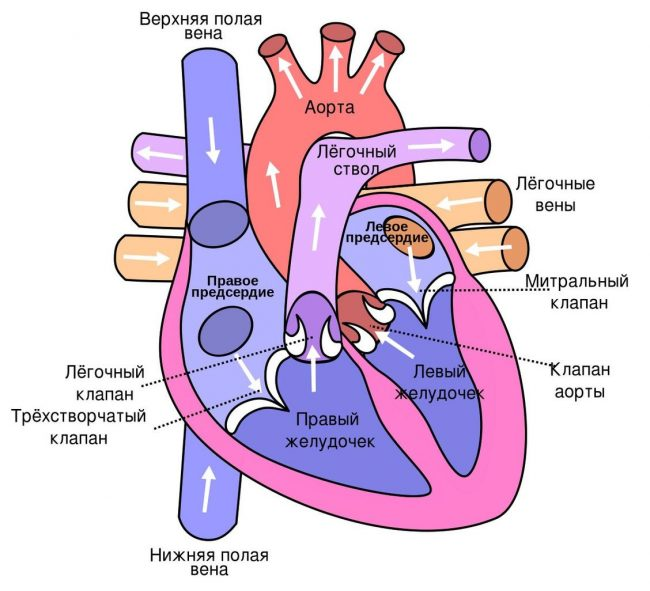 Верхняя полая
вена
Аорта
Лёгочный
ствол
Лёгочные
вены
Левое
предсердие
Правое
предсердие
Митральный
клапан
Лёгочный
клапан
Трёхстворчатый
клапан
Клапан
аорты
Левый
желудочек
Правый
желудочек
Нижняя полая
вена